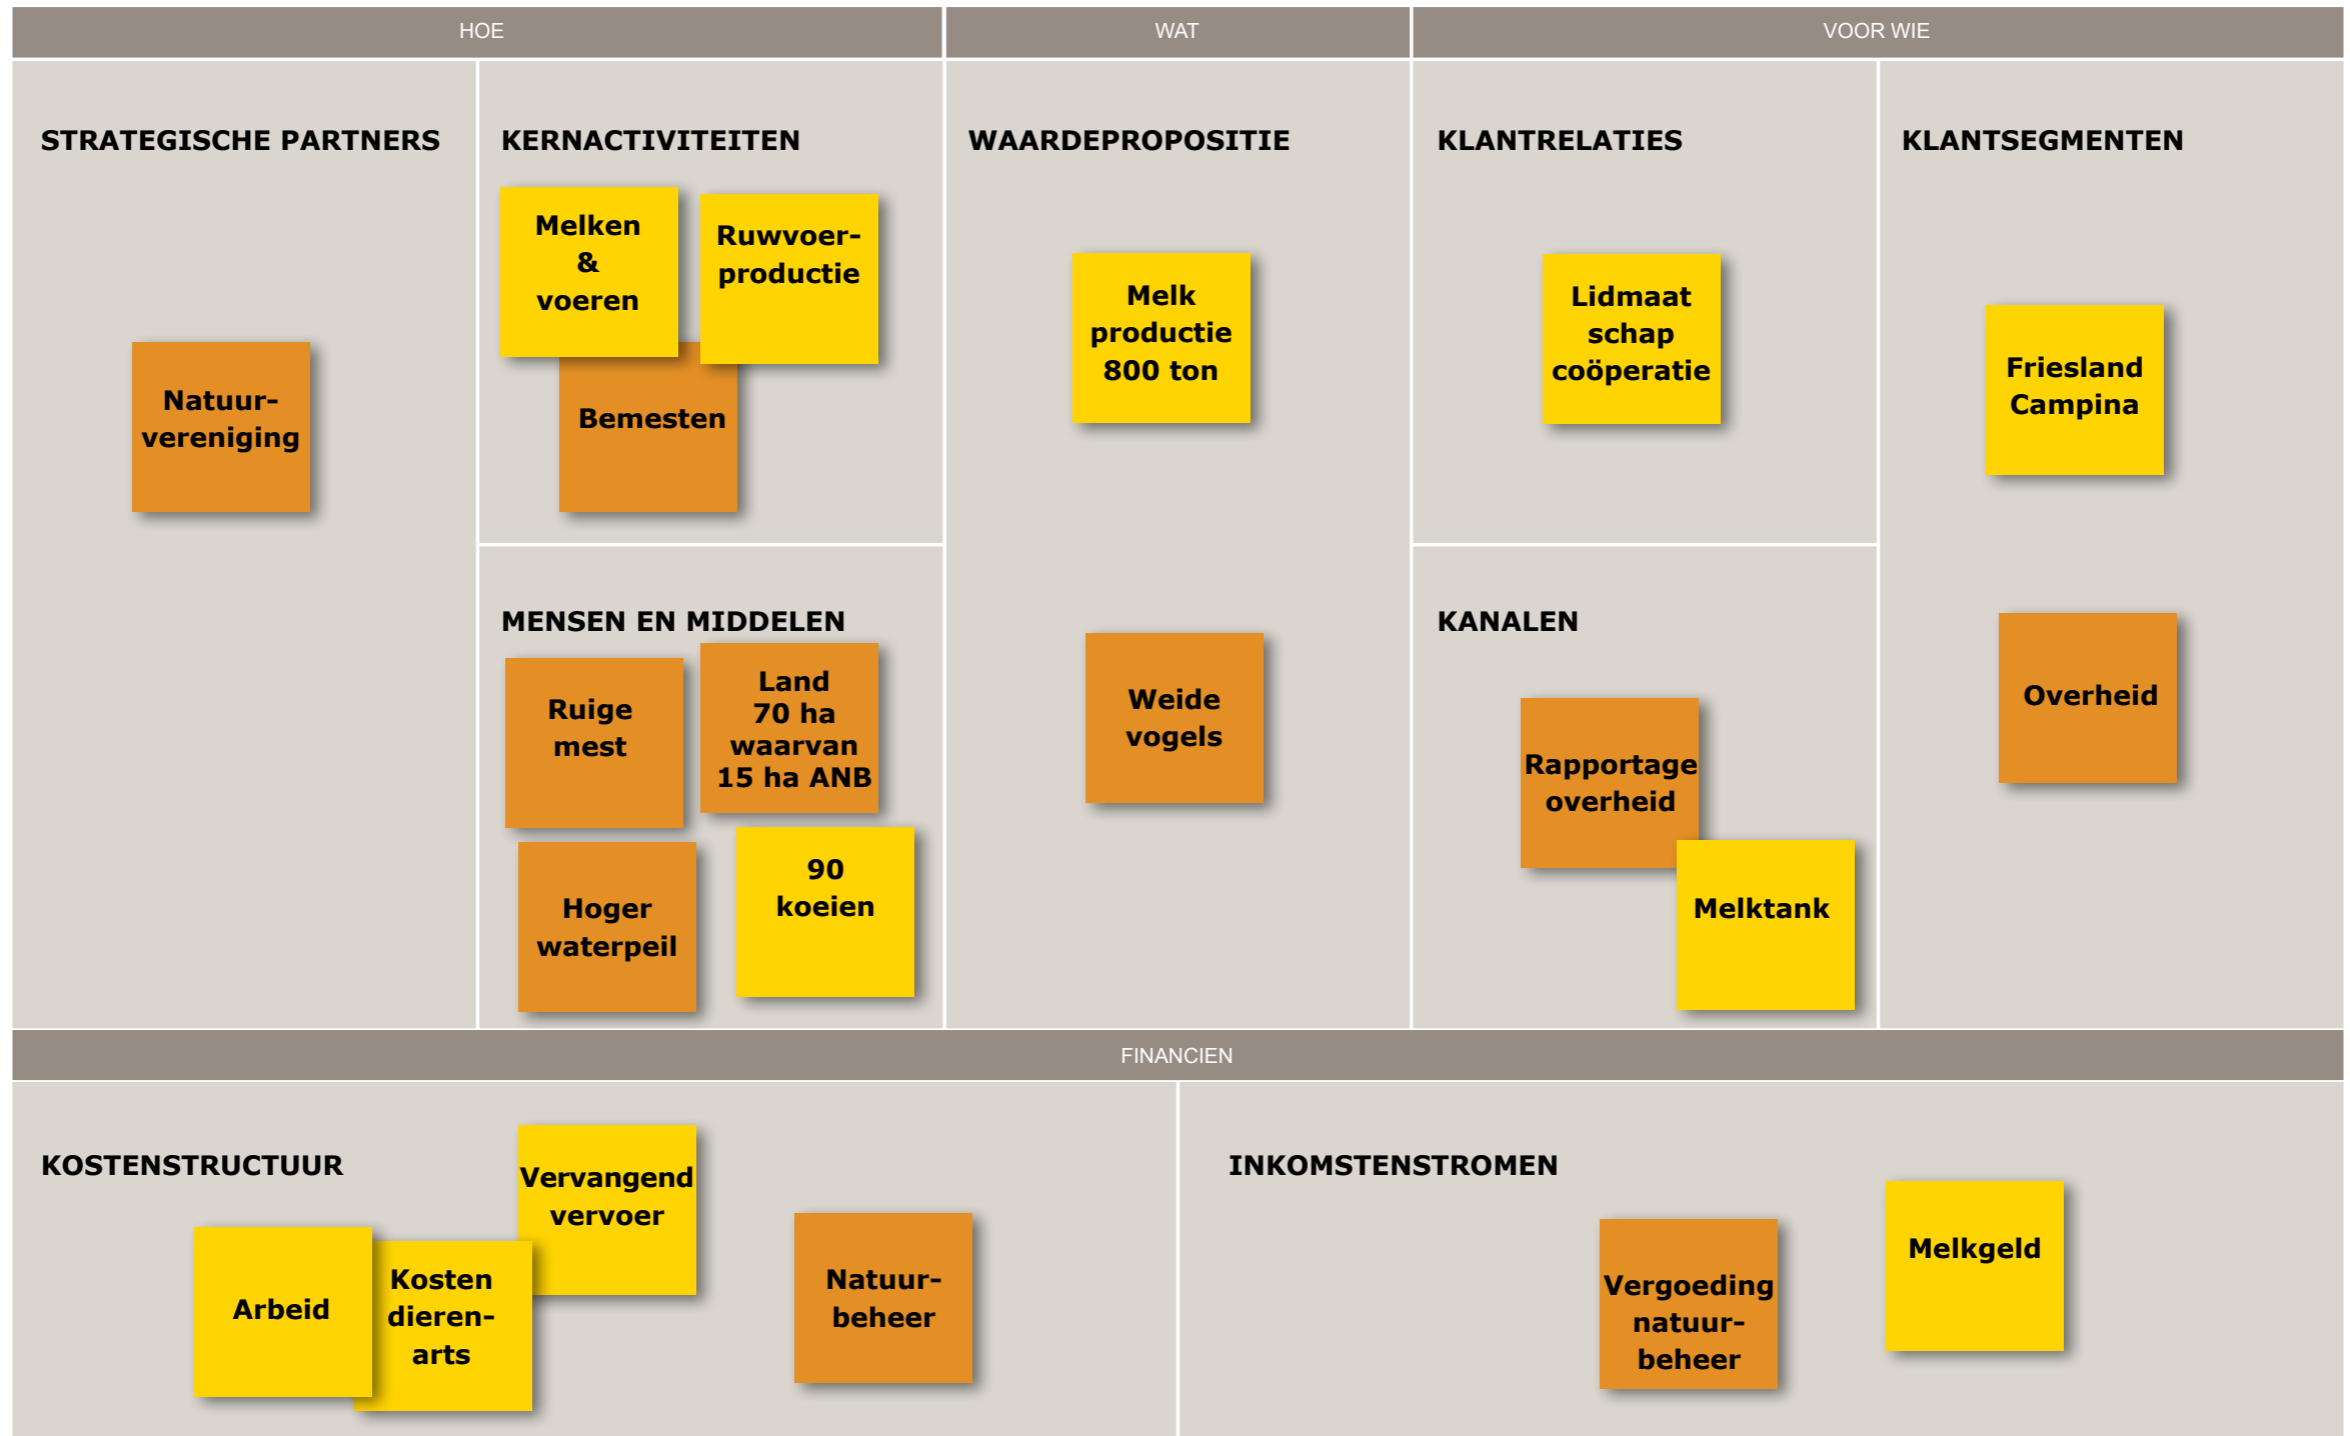 HOE
WAT
VOOR WIE
STRATEGISCHE PARTNERS
Natuur-
vereniging
KERNACTIVITEITEN
Melken
&
voeren
Ruwvoer-
productie
Bemesten
MENSEN EN MIDDELEN
Ruige
mest
Land
70 ha
waarvan
15 ha ANB
Hoger
waterpeil
90
koeien
WAARDEPROPOSITIE
Melk
productie
800 ton
Weide
vogels
KLANTRELATIES
Lidmaat
schap
coöperatie
KANALEN
Rapportage
overheid
Melktank
KLANTSEGMENTEN
Friesland
Campina
Overheid
FINANCIEN
KOSTENSTRUCTUUR
Arbeid
Kosten
dieren-
arts
Vervangend
vervoer
Natuur-
beheer
INKOMSTENSTROMEN
Vergoeding
natuur-
beheer
Melkgeld